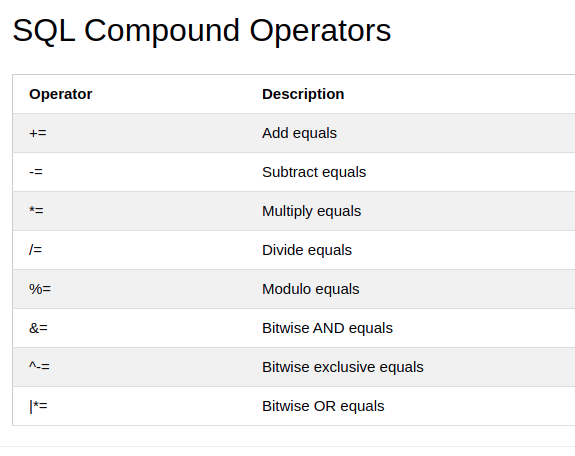 SQL Compound Operators
Operator Description
+= Add equals
-= Subtract equals
*= Multiply equals
/= Divide equals
%= Modulo equals
&= Bitwise AND equals
^-= Bitwise exclusive equals
|*= Bitwise OR equals